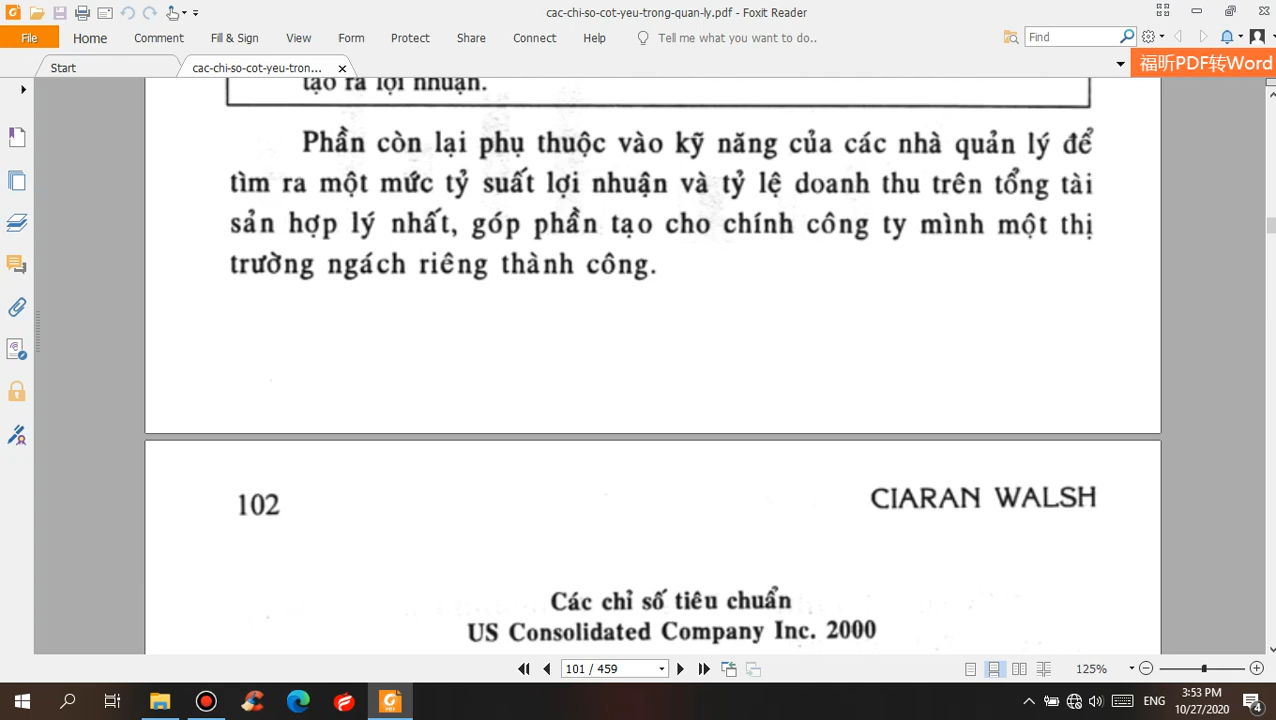 cac-chi-so-cot-yeu-trong-quan-ly.pdf - Foxit Reader
File Home Comment Fill & Sign View Form Protect Share Connect Help Tell me what you want to do.. Find
Start cac-chi-so-cot-yeu-tron... 福昕PDF转Word
tạo ra lợi nhuận.
Phần còn lại phụ thuộc vào kỹ năng của các nhà quản lý để
tìm ra một mức tỷ suất lợi nhuận và tỷ lệ doanh thu trên tổng tài
sản hợp lý nhất, góp phần tạo cho chính công ty mình một thị
trường ngách riêng thành công.
102 CIARAN WALSH
Các chỉ số tiêu chuẩn
US Consolidated Company Inc. 2000
101 / 459 125%
ENG 3:53 PM
10/27/2020 4